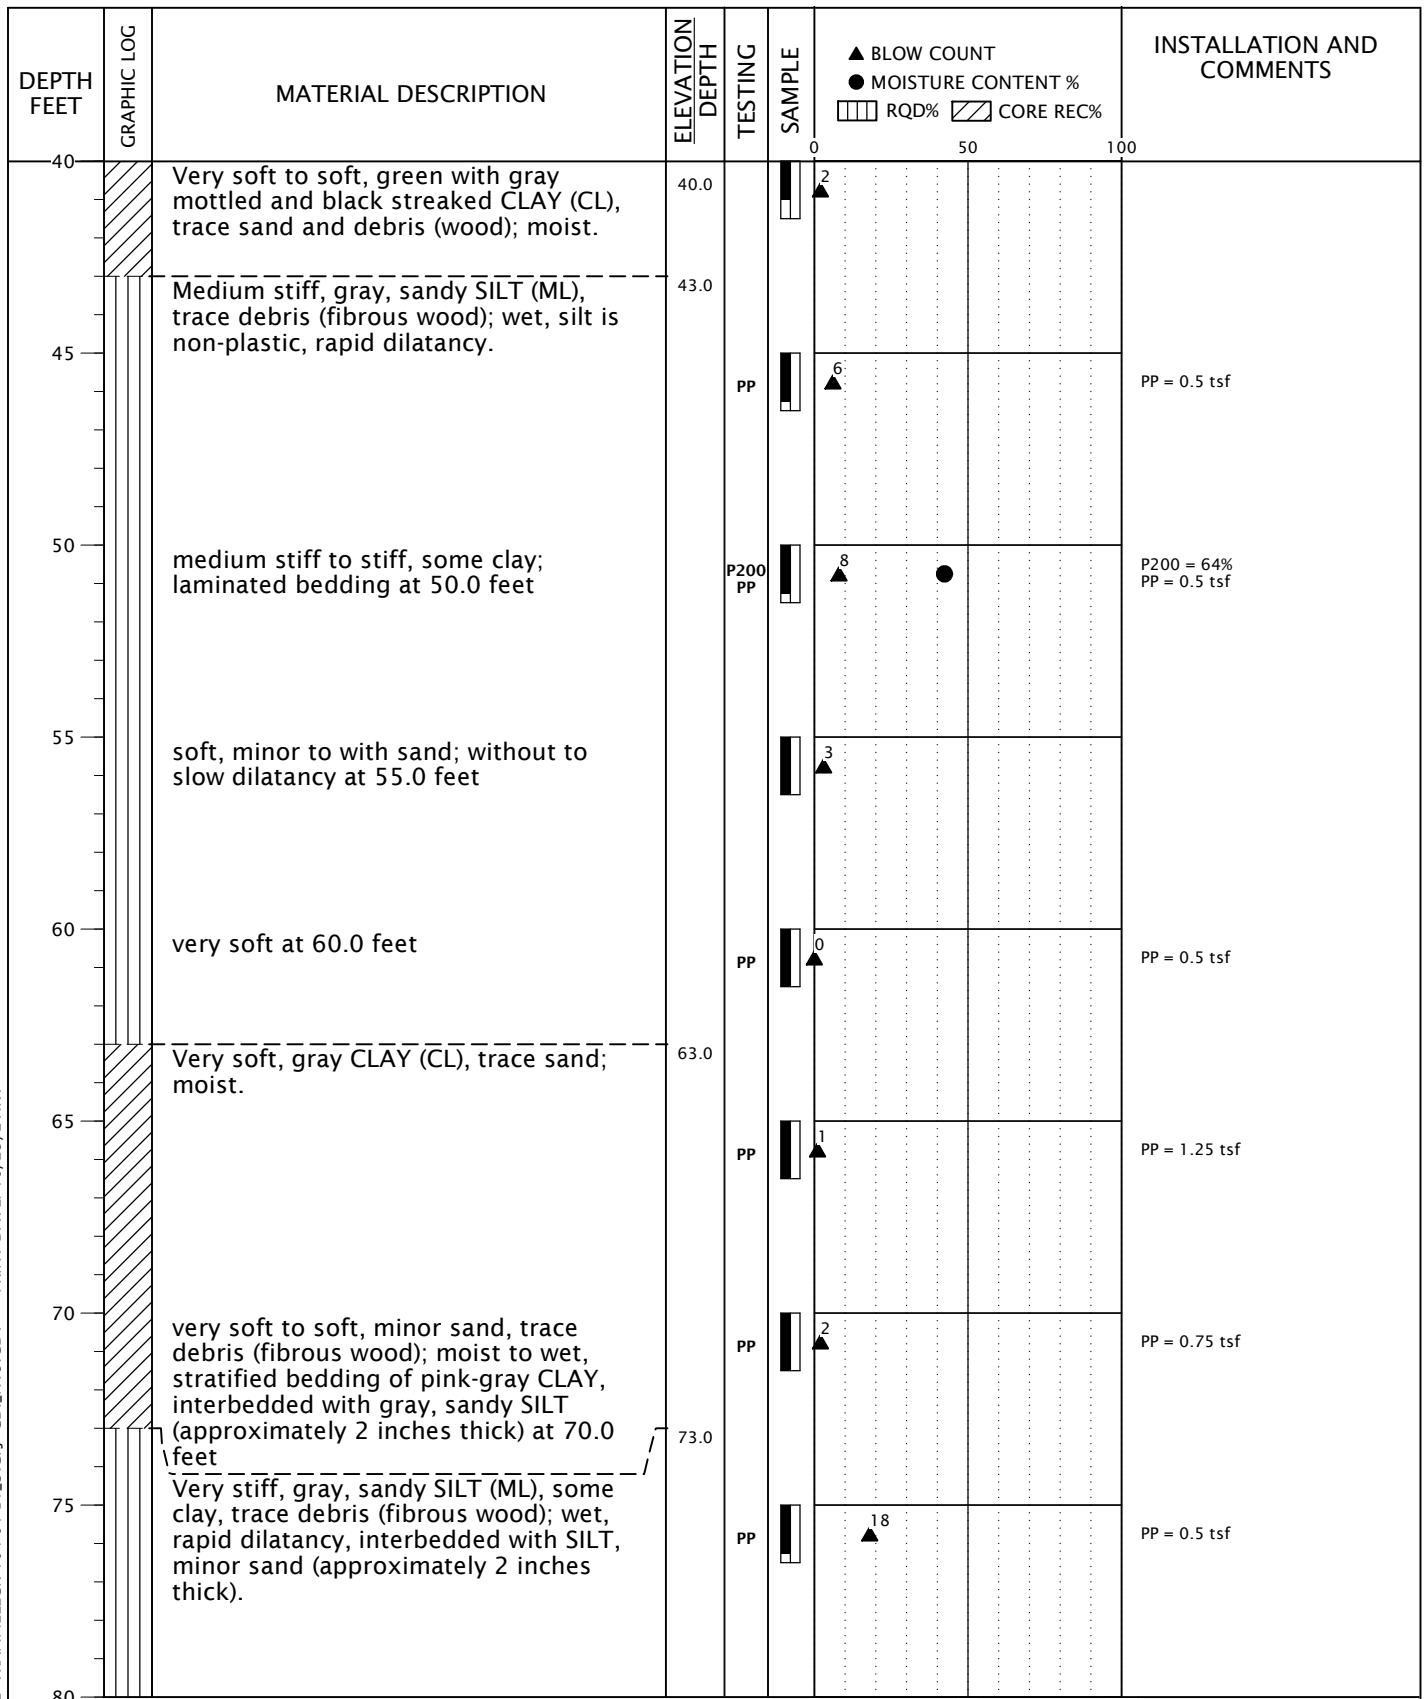 DEPTH
FEET
GRAPHIC LOG
MATERIAL DESCRIPTION
ELEVATION
DEPTH
TESTING
SAMPLE
▲ BLOW COUNT
● MOISTURE CONTENT %
RQD% CORE REC%
0 50 100
INSTALLATION AND
COMMENTS
40
Very soft to soft, green with gray
mottled and black streaked CLAY (CL),
trace sand and debris (wood); moist.
40.0
2
Medium stiff, gray, sandy SILT (ML),
trace debris (fibrous wood); wet, silt is
non-plastic, rapid dilatancy.
43.0
45
PP
6
PP = 0.5 tsf
50
medium stiff to stiff, some clay;
laminated bedding at 50.0 feet
P200
PP
8
P200 = 64%
PP = 0.5 tsf
55
soft, minor to with sand; without to
slow dilatancy at 55.0 feet
3
60
very soft at 60.0 feet
PP
0
PP = 0.5 tsf
Very soft, gray CLAY (CL), trace sand;
moist.
63.0
65
PP
1
PP = 1.25 tsf
70
very soft to soft, minor sand, trace
debris (fibrous wood); moist to wet,
stratified bedding of pink-gray CLAY,
interbedded with gray, sandy SILT
(approximately 2 inches thick) at 70.0
feet
PP
2
PP = 0.75 tsf
73.0
Very stiff, gray, sandy SILT (ML), some
clay, trace debris (fibrous wood); wet,
rapid dilatancy, interbedded with SILT,
minor sand (approximately 2 inches
thick).
75
PP
18
PP = 0.5 tsf
80